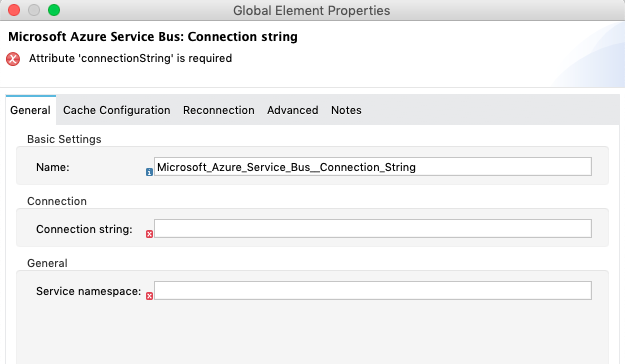 Global Element Properties
Microsoft Azure Service Bus: Connection string
Attribute 'connectionString' is required
General Cache Configuration Reconnection Advanced Notes
Basic Settings
Name: Microsoft_Azure_Service_Bus__Connection_String
Connection
Connection string:
General
Service namespace: